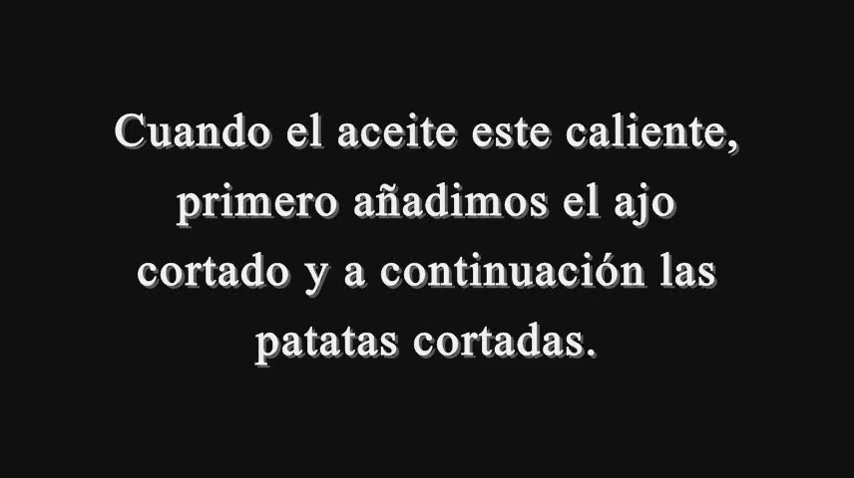 Cuando el aceite este caliente,
primero añadimos el ajo
cortado y a continuación las
patatas cortadas.